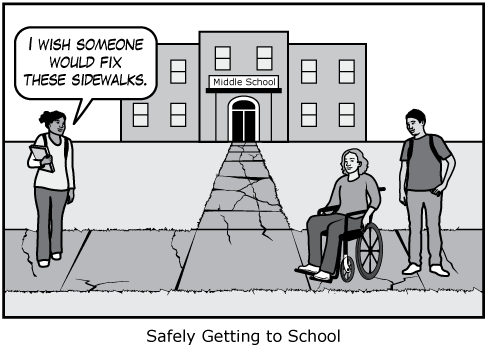 I WISH SOMEONE
WOULD FIX
THESE SIDEWALKS.
Middle School
Safely Getting to School